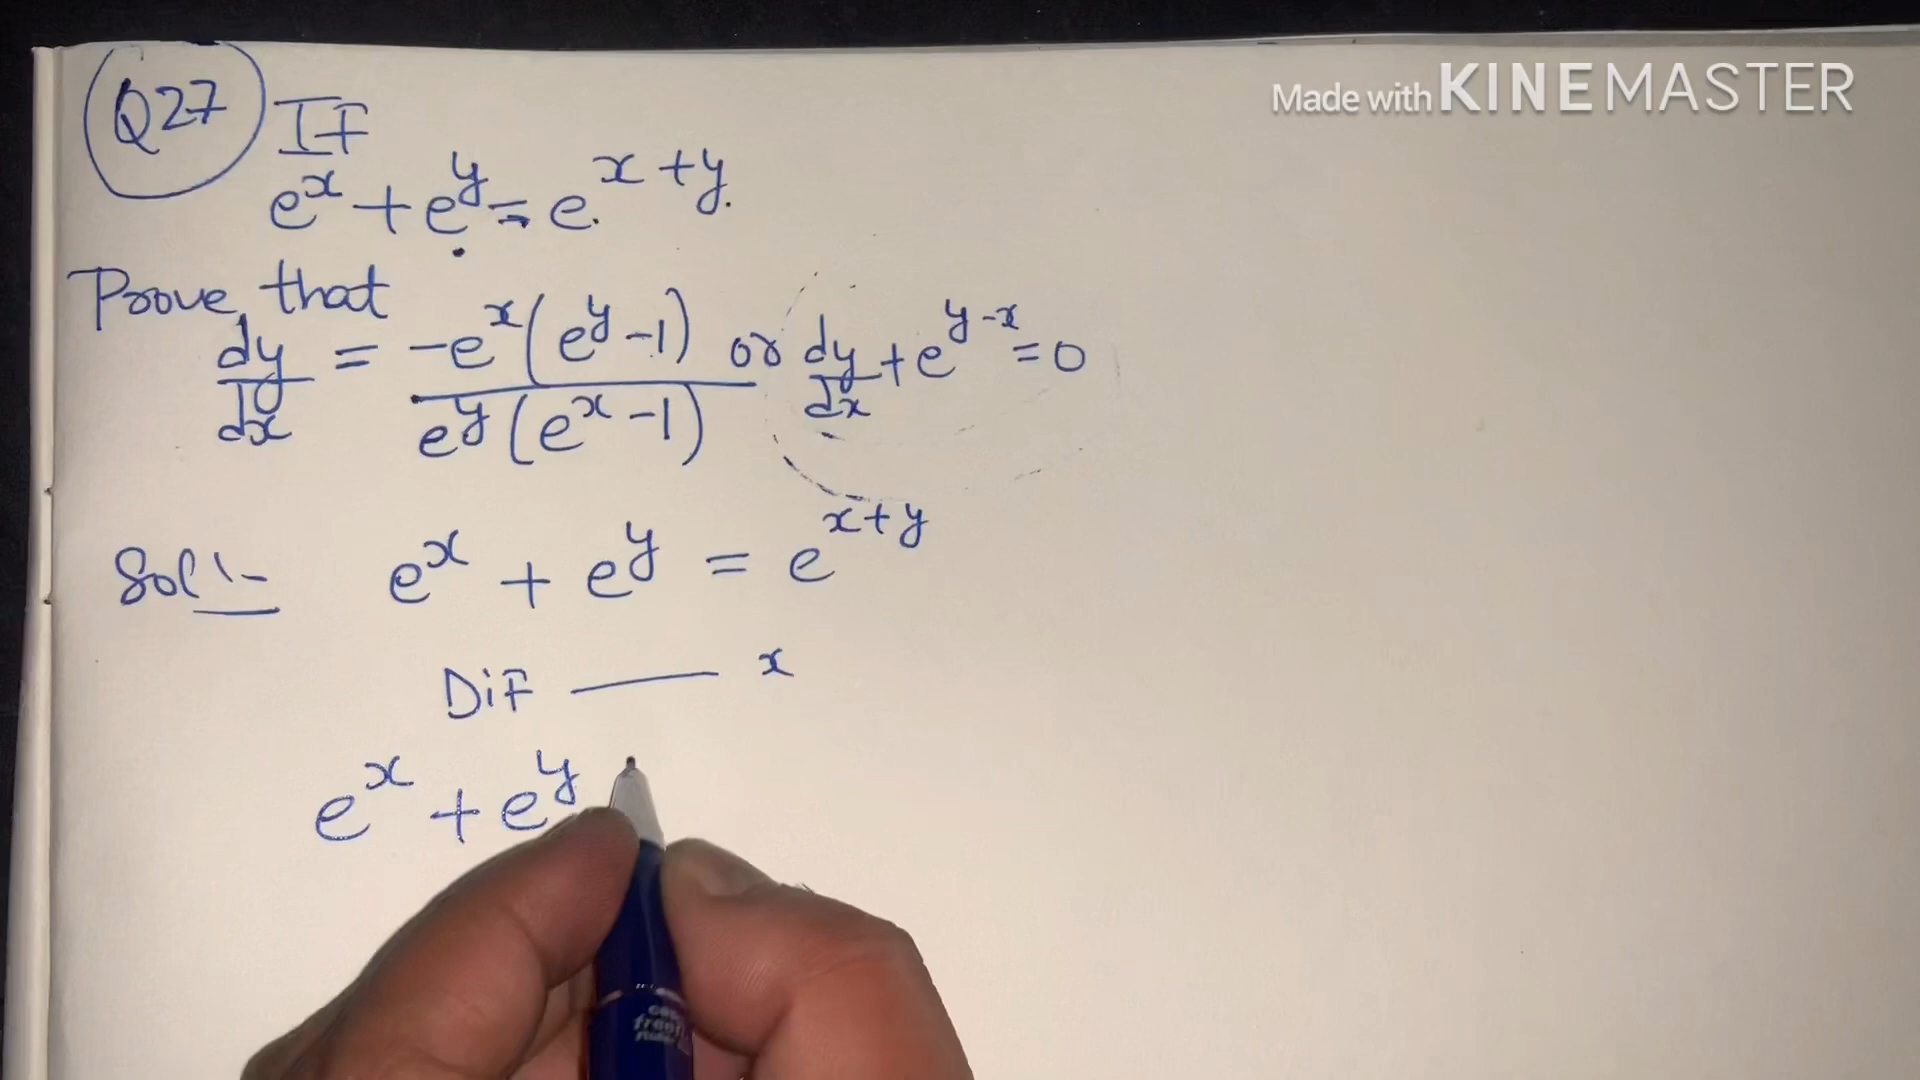 Made with KINEMASTER
Q27 IF
e^x + e^y = e^{x+y}.
Prove that
dy/dx = -e^x(e^y - 1) / e^y(e^x - 1) or dy/dx + e^{y-x} = 0
Sol:- e^x + e^y = e^{x+y}
DiF — x
e^x + e^y